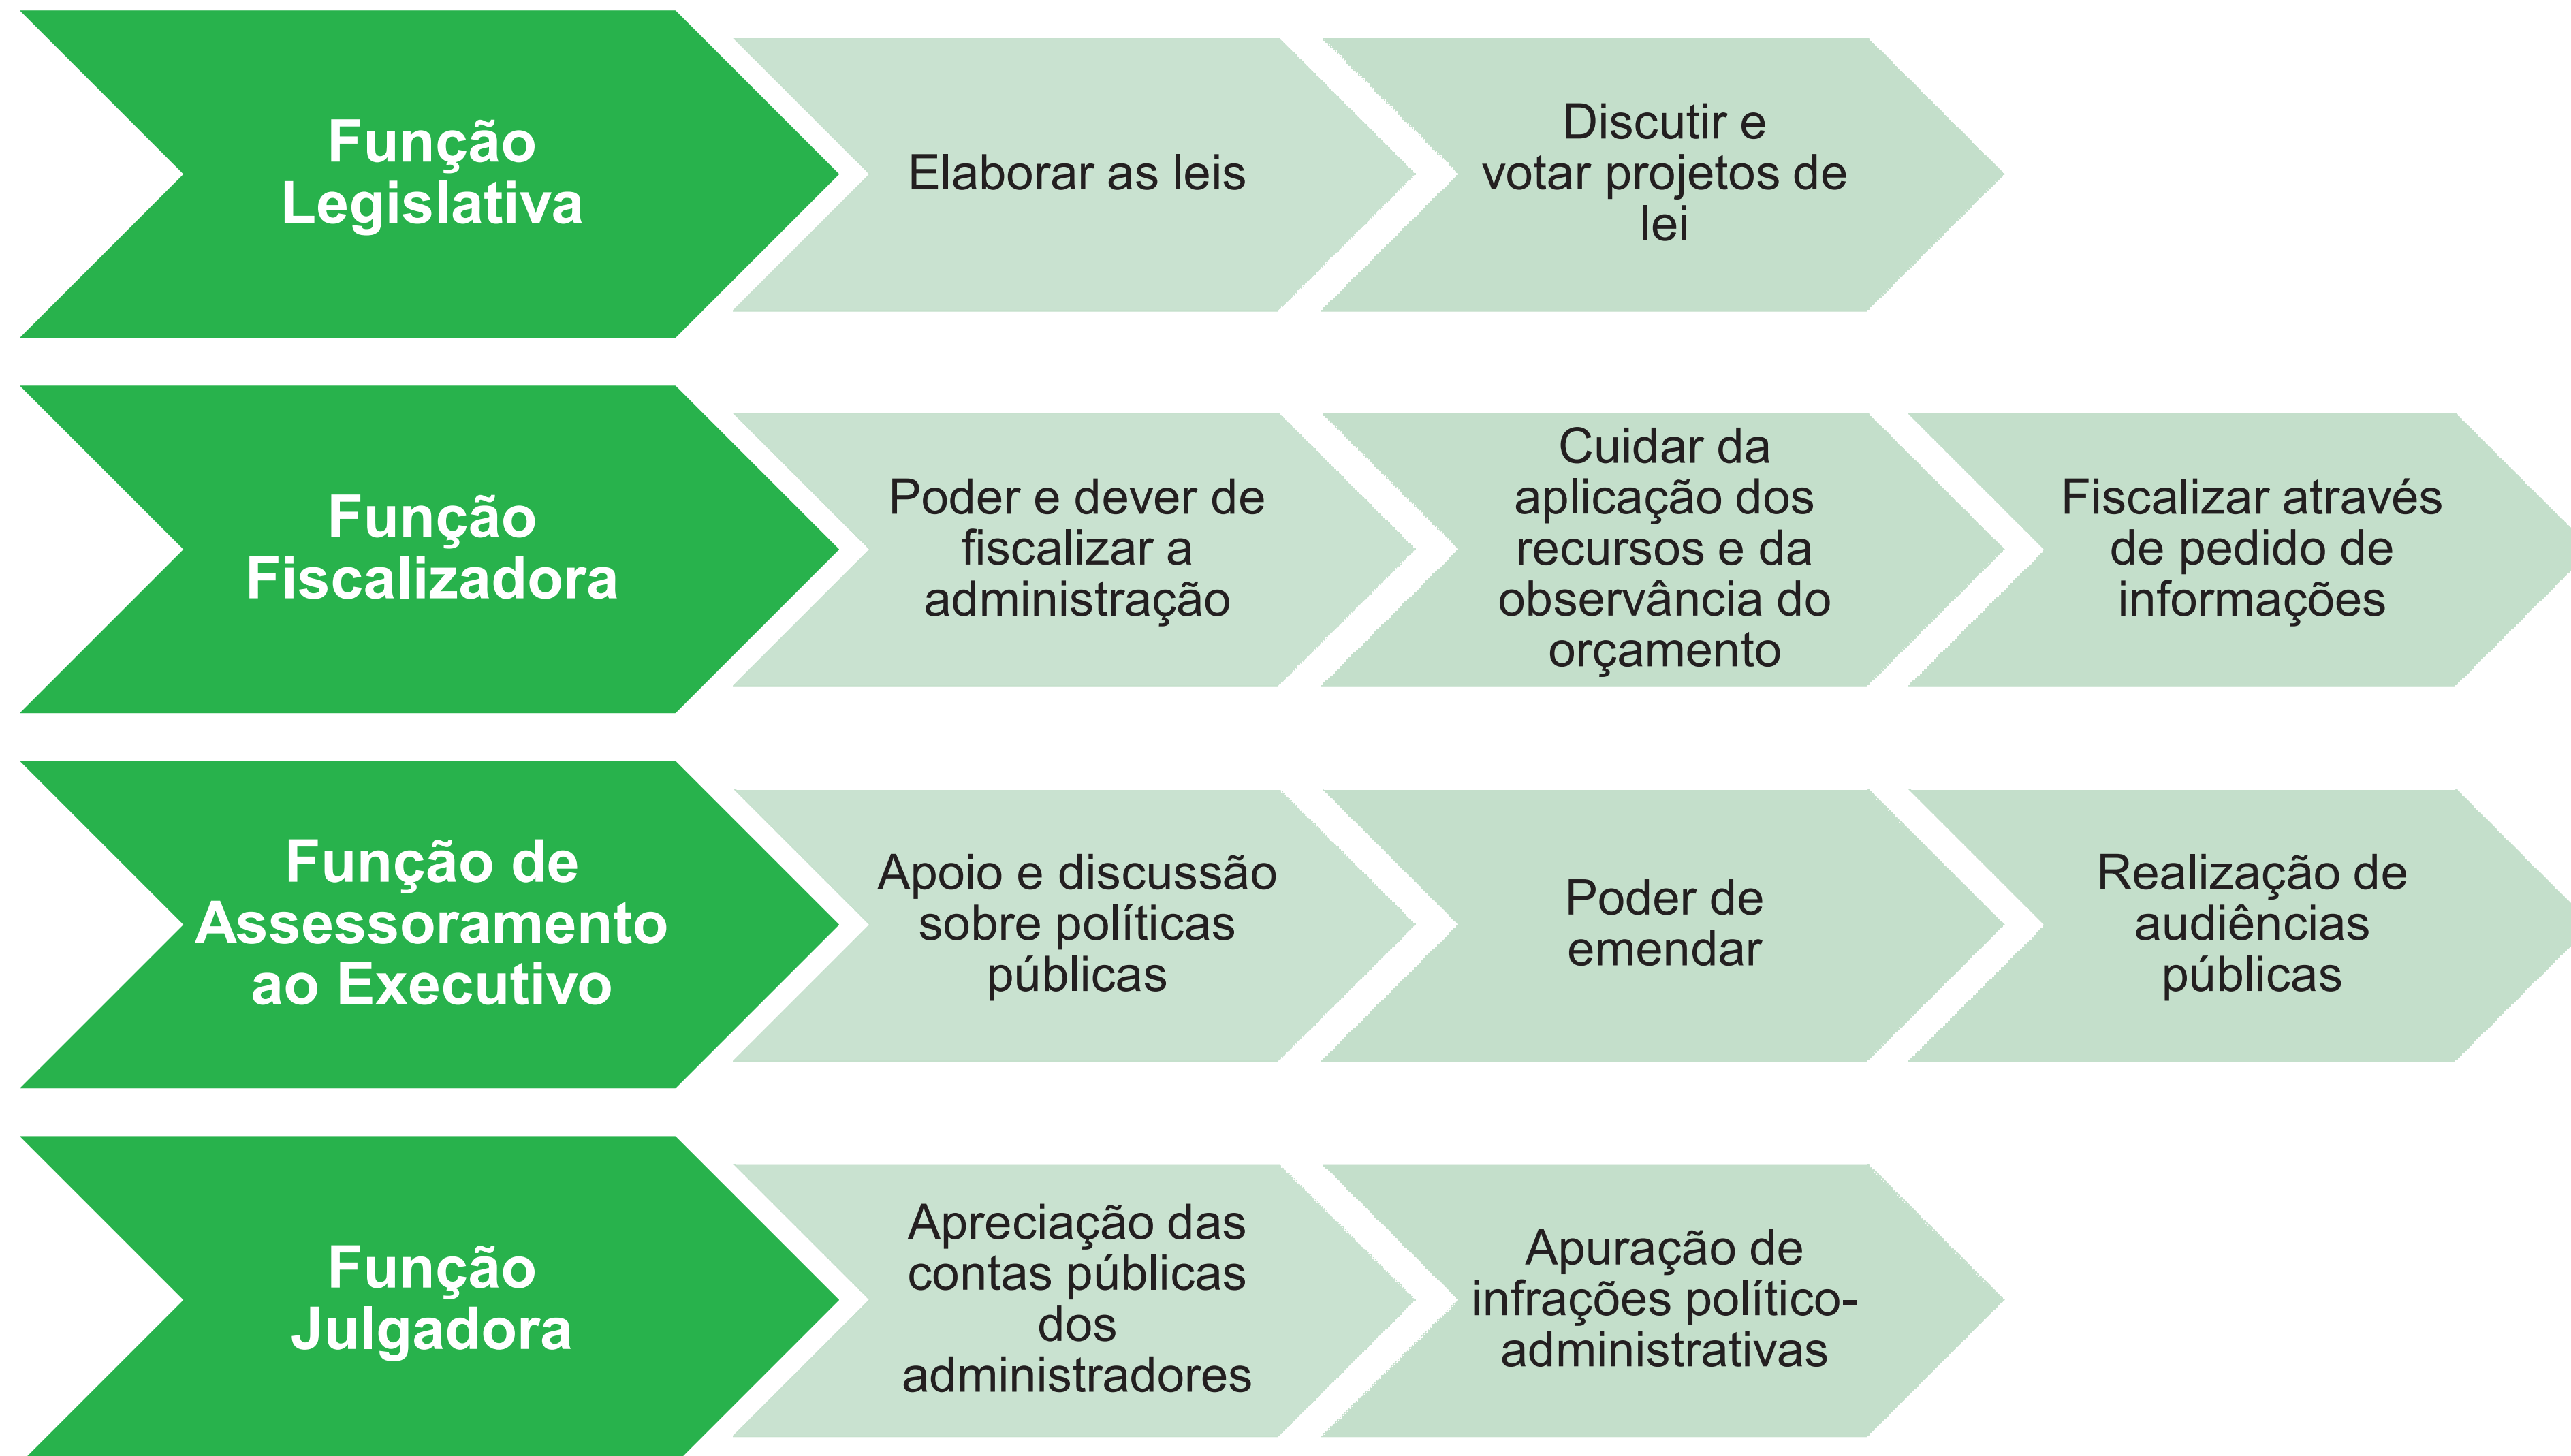 Função
Legislativa
Elaborar as leis
Discutir e
votar projetos de
lei
Função
Fiscalizadora
Poder e dever de
fiscalizar a
administração
Cuidar da
aplicação dos
recursos e da
observância do
orçamento
Fiscalizar através
de pedido de
informações
Função de
Assessoramento
ao Executivo
Apoio e discussão
sobre políticas
públicas
Poder de
emendar
Realização de
audiências
públicas
Função
Julgadora
Apreciação das
contas públicas
dos
administradores
Apuração de
infrações político-
administrativas